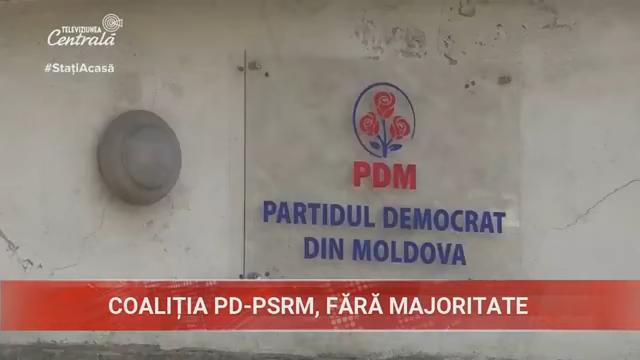 TELEVIZIUNEA
Centrală
#StațiAcasă
PDM
PARTIDUL DEMOCRAT
DIN MOLDOVA
COALIȚIA PD-PSRM, FĂRĂ MAJORITATE